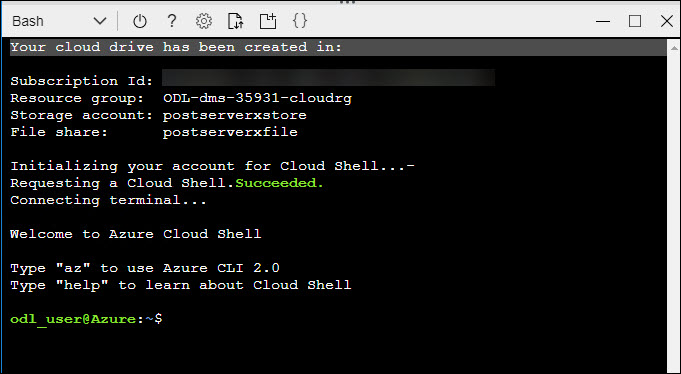 Bash
?
{}
Your cloud drive has been created in:
Subscription Id:
Resource group:  ODL-dms-35931-cloudrg
Storage account: postserverxstore
File share:      postserverxfile
Initializing your account for Cloud Shell...-
Requesting a Cloud Shell.Succeeded.
Connecting terminal...
Welcome to Azure Cloud Shell
Type "az" to use Azure CLI 2.0
Type "help" to learn about Cloud Shell
odl_user@Azure:~$